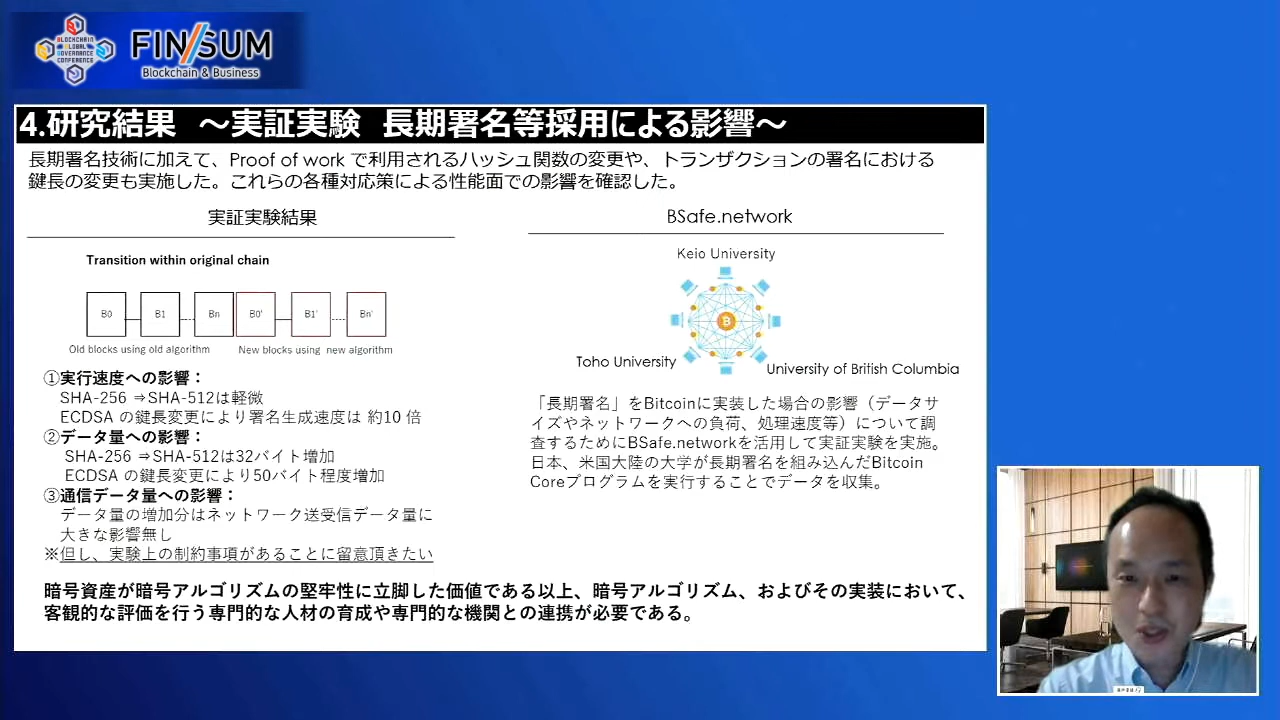 BLOCKCHAIN
GLOBAL
GOVERNANCE
CONFERENCE
FIN/SUM
Blockchain & Business
4.研究結果 ～実証実験 長期署名等採用による影響～
長期署名技術に加えて、Proof of work で利用されるハッシュ関数の変更や、トランザクションの署名における
鍵長の変更も実施した。これらの各種対応策による性能面での影響を確認した。
実証実験結果
Transition within original chain
B0 B1 Bn B0' B1' Bn'
Old blocks using old algorithm New blocks using new algorithm
①実行速度への影響：
SHA-256 ⇒SHA-512は軽微
ECDSA の鍵長変更により署名生成速度は 約10 倍
②データ量への影響：
SHA-256 ⇒SHA-512は32バイト増加
ECDSA の鍵長変更により50バイト程度増加
③通信データ量への影響：
データ量の増加分はネットワーク送受信データ量に
大きな影響無し
※但し、実験上の制約事項があることに留意頂きたい
BSafe.network
Keio University
Toho University
University of British Columbia
「長期署名」をBitcoinに実装した場合の影響（データサ
イズやネットワークへの負荷、処理速度等）について調
査するためにBSafe.networkを活用して実証実験を実施。
日本、米国大陸の大学が長期署名を組み込んだBitcoin
Coreプログラムを実行することでデータを収集。
暗号資産が暗号アルゴリズムの堅牢性に立脚した価値である以上、暗号アルゴリズム、およびその実装において、
客観的な評価を行う専門的な人材の育成や専門的な機関との連携が必要である。